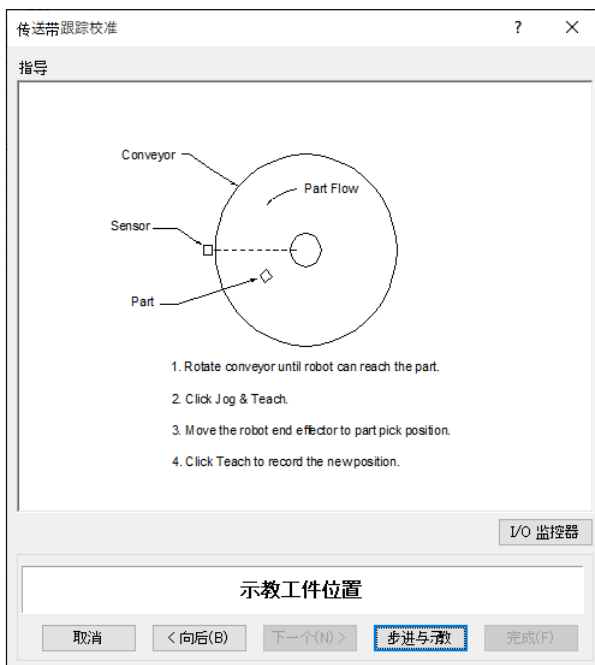 传送带跟踪校准
?
指导
Conveyor
Part Flow
Sensor
Part
1. Rotate conveyor until robot can reach the part.
2. Click Jog & Teach.
3. Move the robot end effector to part pick position.
4. Click Teach to record the new position.
I/O 监控器
示教工件位置
取消
< 向后(B)
下一个(N) >
步进与示教
完成(F)